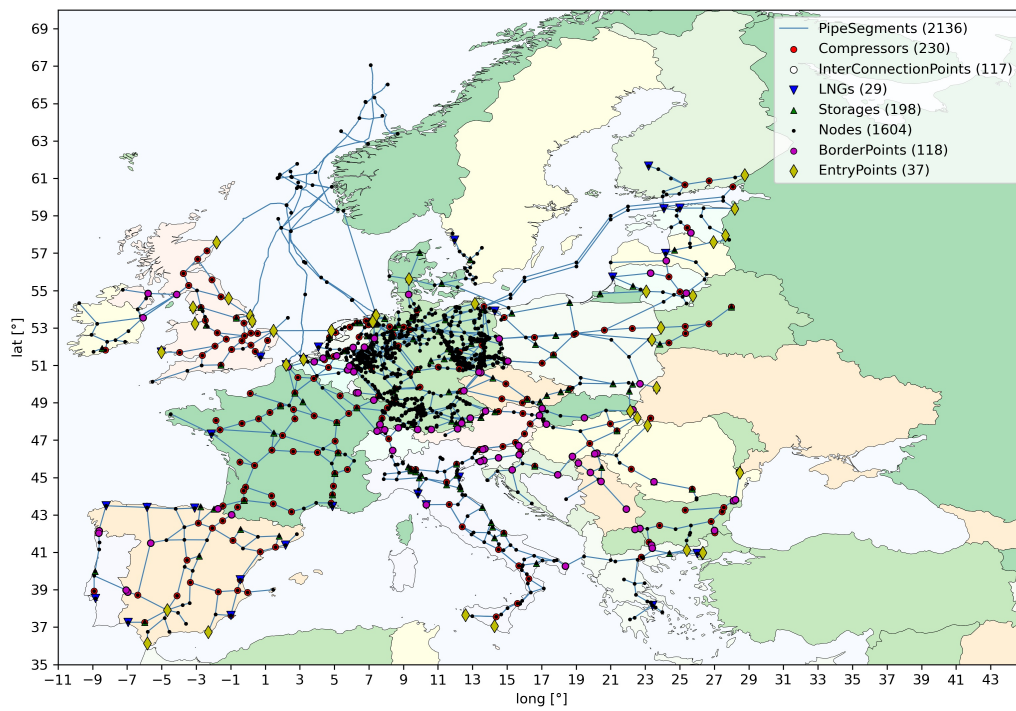 PipeSegments (2136)
Compressors (230)
InterConnectionPoints (117)
LNGs (29)
Storages (198)
Nodes (1604)
BorderPoints (118)
EntryPoints (37)
lat [°]
69
67
65
63
61
59
57
55
53
51
49
47
45
43
41
39
37
35
−11 −9 −7 −5 −3 −1 1 3 5 7 9 11 13 15 17 19 21 23 25 27 29 31 33 35 37 39 41 43
long [°]